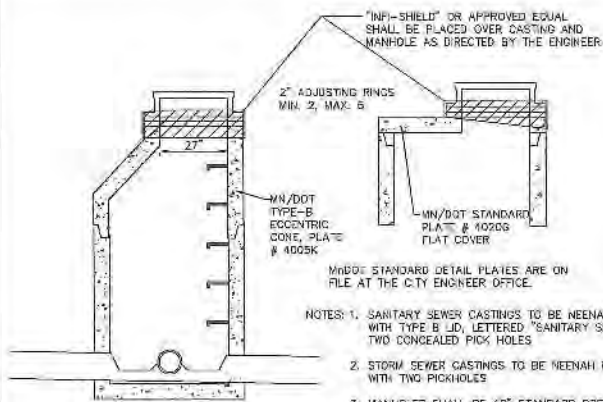 "INFI-SHIELD" OR APPROVED EQUAL
SHALL BE PLACED OVER CASTING AND
MANHOLE AS DIRECTED BY THE ENGINEER
2" ADJUSTING RINGS
MIN. 2, MAX. 6
27"
MN/DOT
TYPE-B
ECCENTRIC
CONE, PLATE
# 4005K
MN/DOT STANDARD
PLATE # 4020G
FLAT COVER
MNDOT STANDARD DETAIL PLATES ARE ON
FILE AT THE CITY ENGINEER OFFICE.
NOTES: 1. SANITARY SEWER CASTINGS TO BE NEENA
WITH TYPE B LID, LETTERED "SANITARY S
TWO CONCEALED PICK HOLES
2. STORM SEWER CASTINGS TO BE NEENAH
WITH TWO PICKHOLES